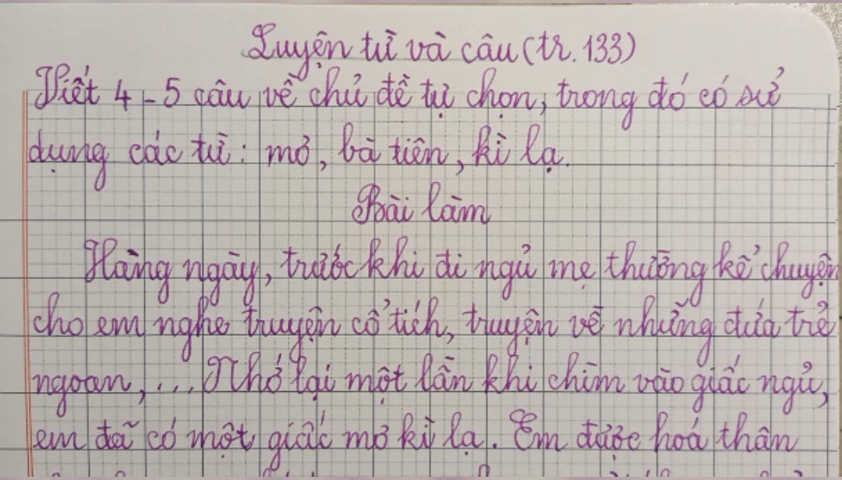 Luyện từ và câu (tr. 133)
Viết 4-5 câu về chủ đề tự chọn, trong đó có sử
dụng các từ: mơ, bà tiên, kì lạ.
Bài làm
Hàng ngày, trước khi đi ngủ mẹ thường kể chuyện
cho em nghe truyện cổ tích, truyện về những đứa trẻ
ngoan,... Nhớ lại một lần khi chìm vào giấc ngủ,
em đã có một giấc mơ kì lạ. Em được hoá thân